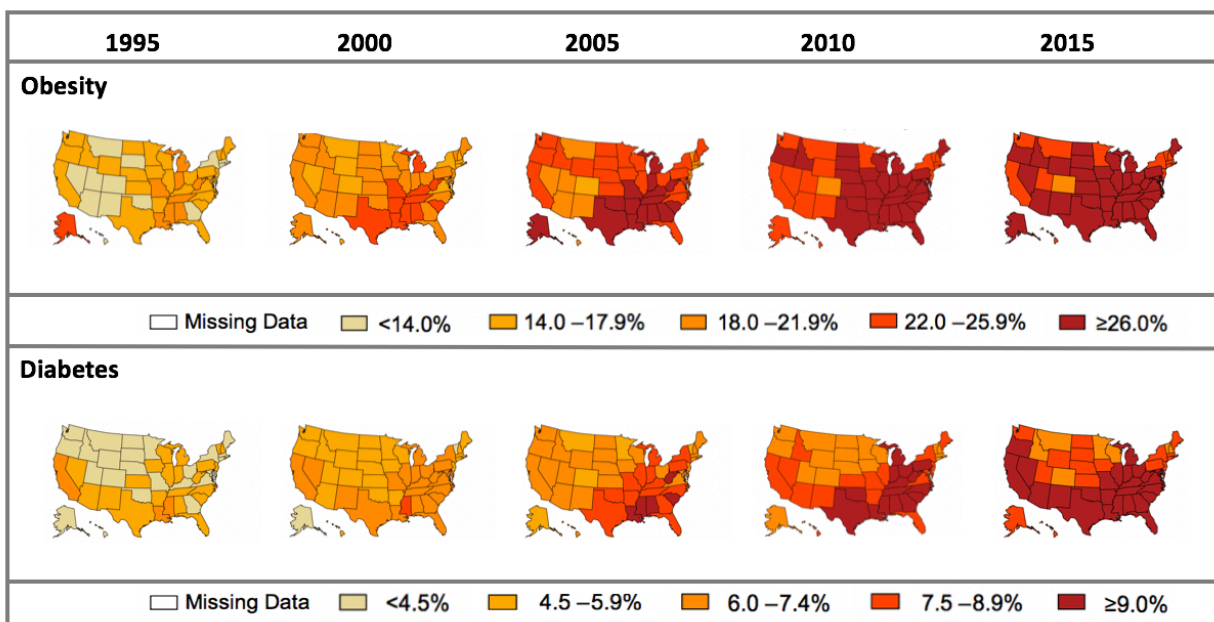 1995 2000 2005 2010 2015
Obesity
Missing Data <14.0% 14.0 –17.9% 18.0 –21.9% 22.0 –25.9% ≥26.0%
Diabetes
Missing Data <4.5% 4.5 –5.9% 6.0 –7.4% 7.5 –8.9% ≥9.0%